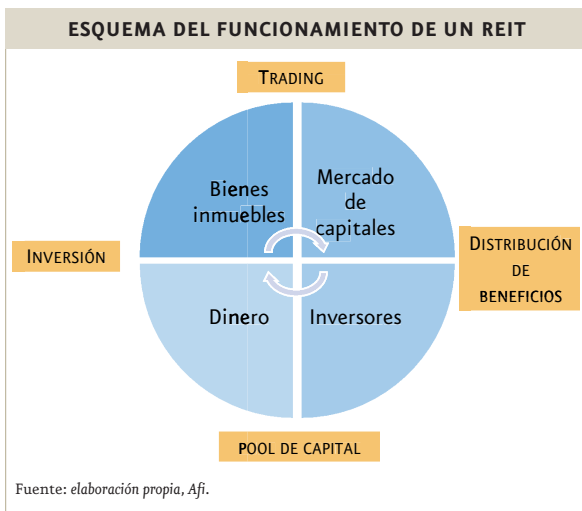 ESQUEMA DEL FUNCIONAMIENTO DE UN REIT
TRADING
Bienes
inmuebles
Mercado
de
capitales
INVERSIÓN
DISTRIBUCIÓN
DE
BENEFICIOS
Dinero
Inversores
POOL DE CAPITAL
Fuente: elaboración propia, Afi.